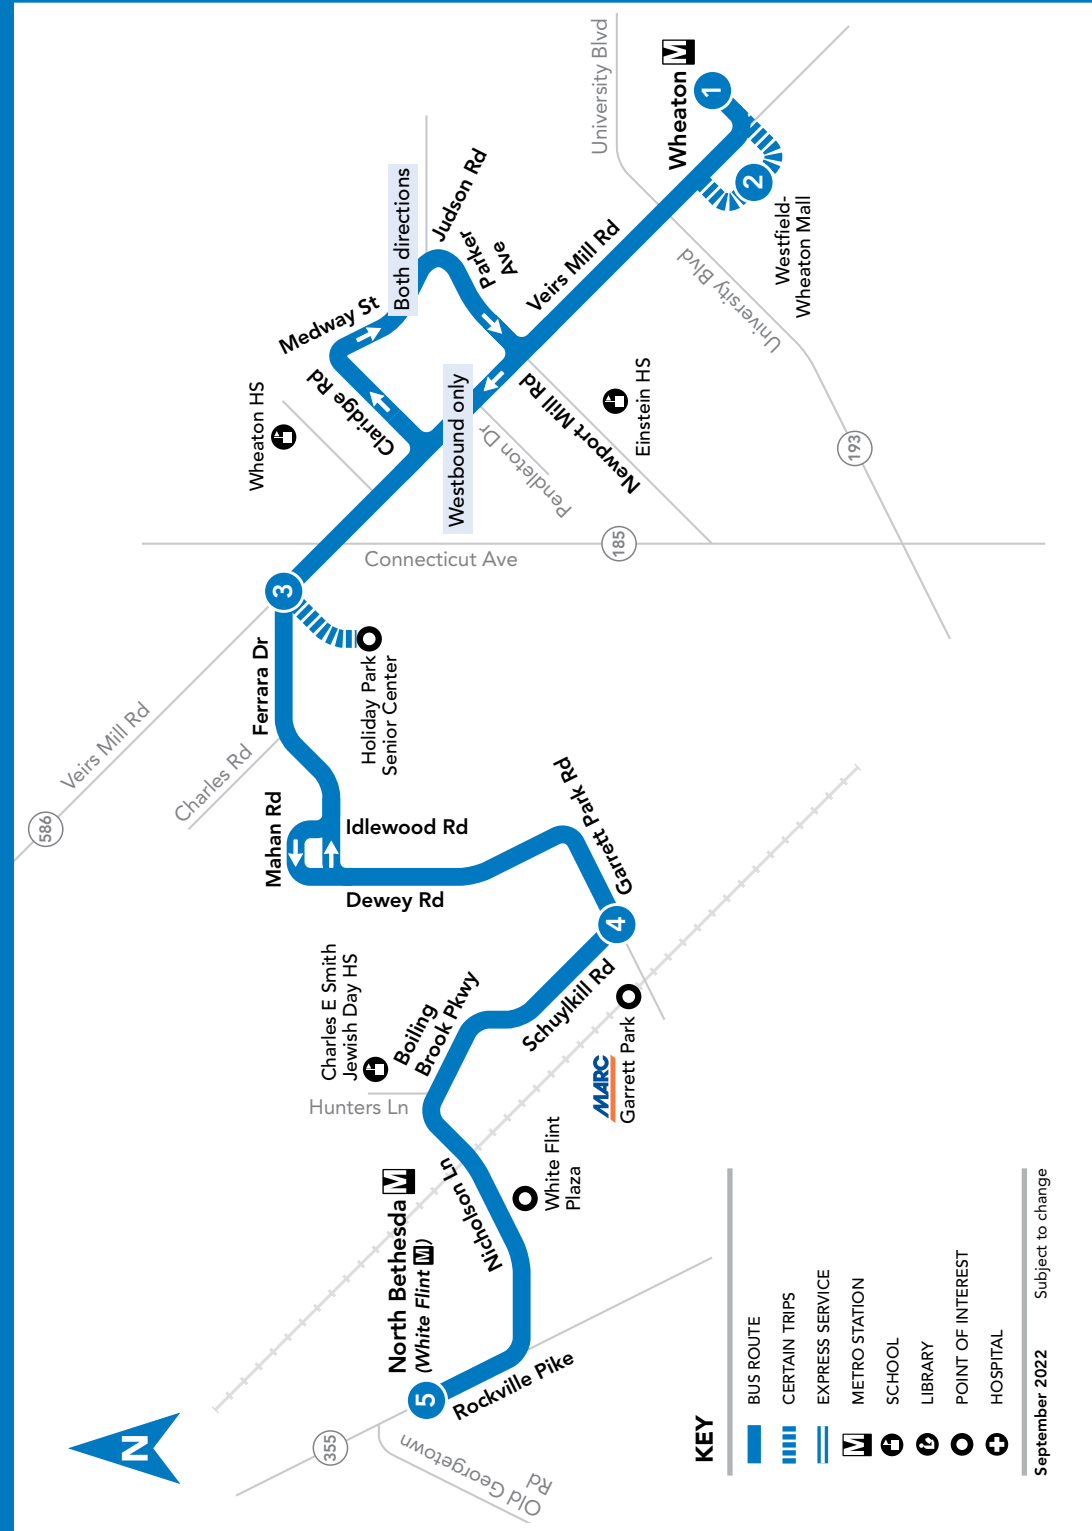 University Blvd
Wheaton M
1
2
Westfield-
Wheaton Mall
University Blvd
Veirs Mill Rd
Judson Rd
Parker
Ave
Both directions
Medway St
Claridge Rd
Westbound only
Wheaton HS
Newport Mill Rd
Einstein HS
Pendleton Dr
193
185
Connecticut Ave
3
Ferrara Dr
Holiday Park
Senior Center
Veirs Mill Rd
586
Charles Rd
Mahan Rd
Idlewood Rd
Dewey Rd
Garrett Park Rd
4
Schuylkill Rd
MARC
Garrett Park
Charles E Smith
Jewish Day HS
Boiling
Brook Pkwy
Hunters Ln
Nicholson Ln
White Flint
Plaza
North Bethesda M
(White Flint M)
5
Rockville Pike
355
Old Georgetown
Rd
N
KEY
BUS ROUTE
CERTAIN TRIPS
EXPRESS SERVICE
M METRO STATION
SCHOOL
LIBRARY
POINT OF INTEREST
HOSPITAL
September 2022 Subject to change